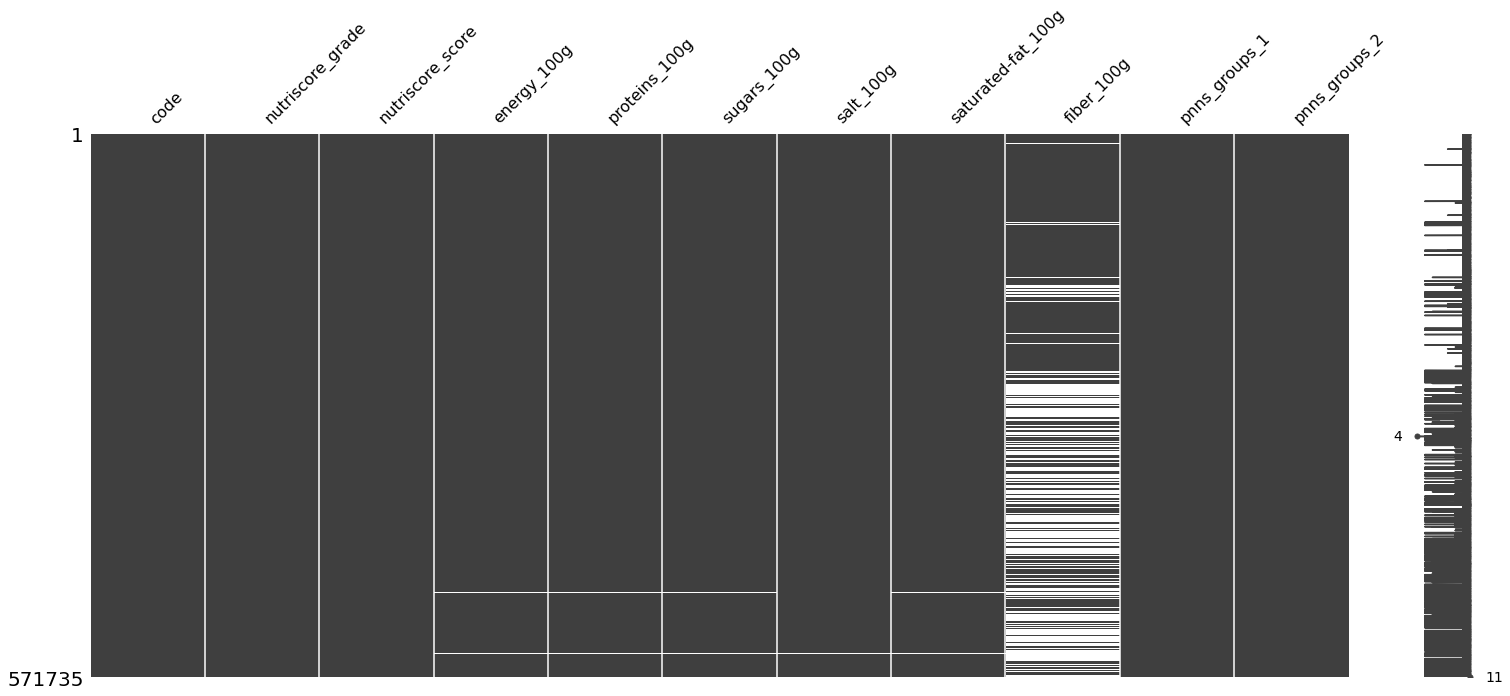 code
nutriscore_grade
nutriscore_score
energy_100g
proteins_100g
sugars_100g
salt_100g
saturated-fat_100g
fiber_100g
pnns_groups_1
pnns_groups_2
1
4
571735
11